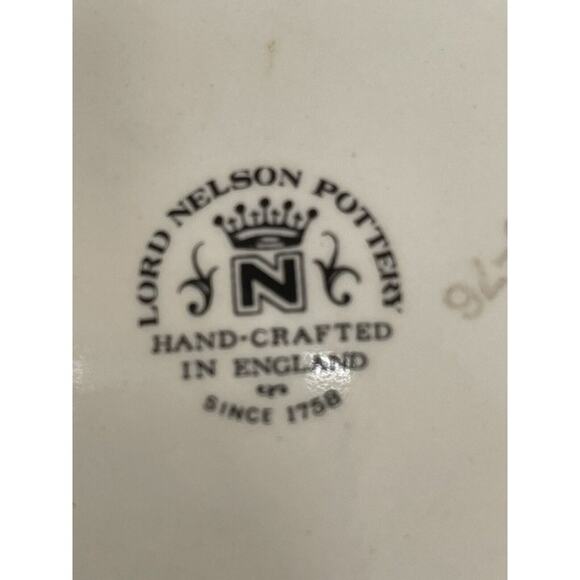 LORD NELSON POTTERY
N
HAND-CRAFTED
IN ENGLAND
SINCE 1758